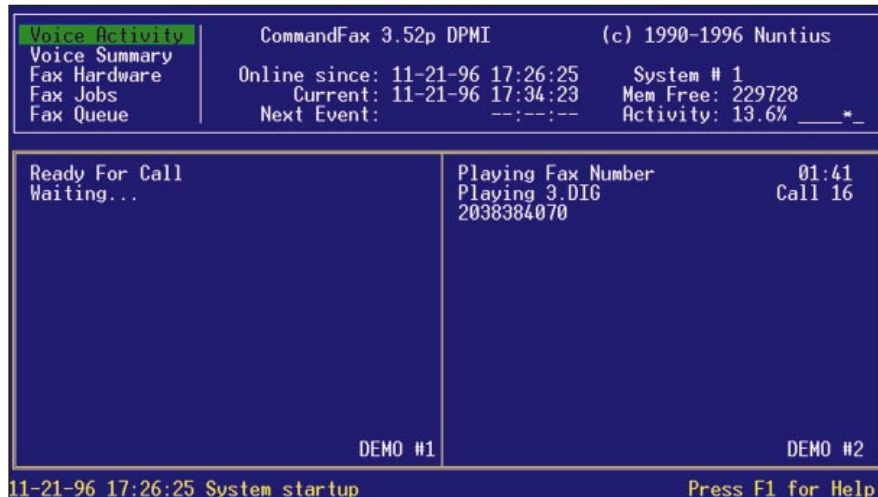 Voice Activity
Voice Summary
Fax Hardware
Fax Jobs
Fax Queue
CommandFax 3.52p DPMI (c) 1990-1996 Nuntius
Online since: 11-21-96 17:26:25 System # 1
Current: 11-21-96 17:34:23 Mem Free: 229728
Next Event: --:--:-- Activity: 13.6% ____*_
Ready For Call
Waiting...
DEMO #1
Playing Fax Number 01:41
Playing 3.DIG Call 16
2038384070
DEMO #2
11-21-96 17:26:25 System startup Press F1 for Help